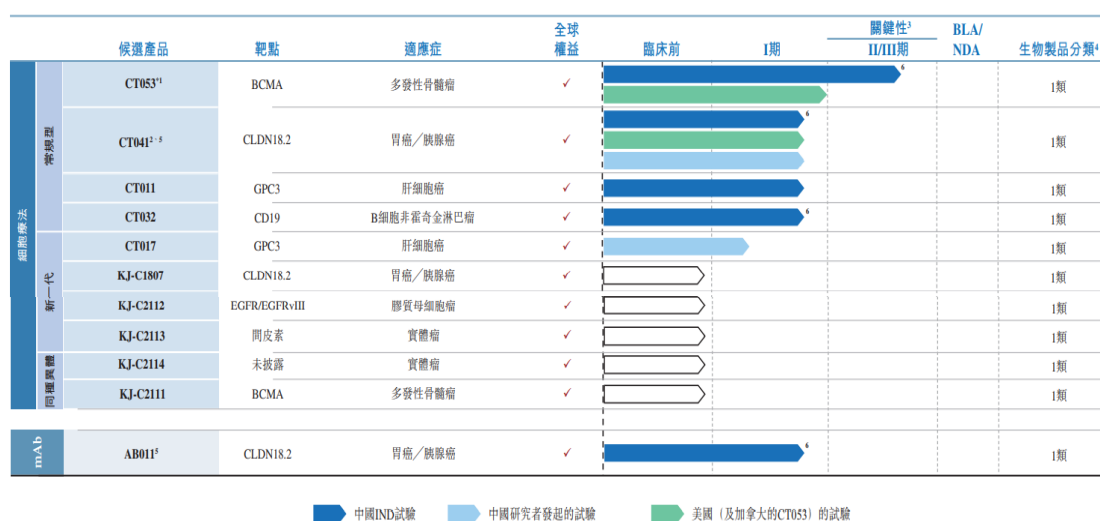 候選產品 靶點 適應症 全球權益 臨床前 I期 關鍵性³ II/III期 BLA/NDA 生物製品分類⁴
細胞療法
常規型
CT053*¹ BCMA 多發性骨髓瘤 ✓ ⁶ 1類
CT041²﹒⁵ CLDN18.2 胃癌／胰腺癌 ✓ ⁶ 1類
CT011 GPC3 肝細胞癌 ✓ 1類
CT032 CD19 B細胞非霍奇金淋巴瘤 ✓ ⁶ 1類
新一代
CT017 GPC3 肝細胞癌 ✓ 1類
KJ-C1807 CLDN18.2 胃癌／胰腺癌 ✓ 1類
KJ-C2112 EGFR/EGFRvIII 膠質母細胞瘤 ✓ 1類
KJ-C2113 間皮素 實體瘤 ✓ 1類
同種異體
KJ-C2114 未披露 實體瘤 ✓ 1類
KJ-C2111 BCMA 多發性骨髓瘤 ✓ 1類
mAb
AB011⁵ CLDN18.2 胃癌／胰腺癌 ✓ ⁶ 1類
中國IND試驗 中國研究者發起的試驗 美國（及加拿大的CT053）的試驗